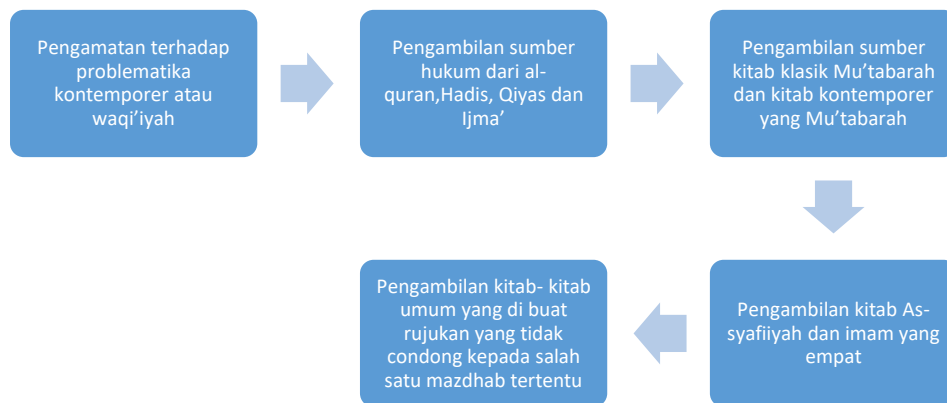 Pengamatan terhadap
problematika
kontemporer atau
waqi'iyah
Pengambilan sumber
hukum dari al-
quran,Hadis, Qiyas dan
Ijma'
Pengambilan sumber
kitab klasik Mu'tabarah
dan kitab kontemporer
yang Mu'tabarah
Pengambilan kitab As-
syafiiyah dan imam yang
empat
Pengambilan kitab- kitab
umum yang di buat
rujukan yang tidak
condong kepada salah
satu mazdhab tertentu